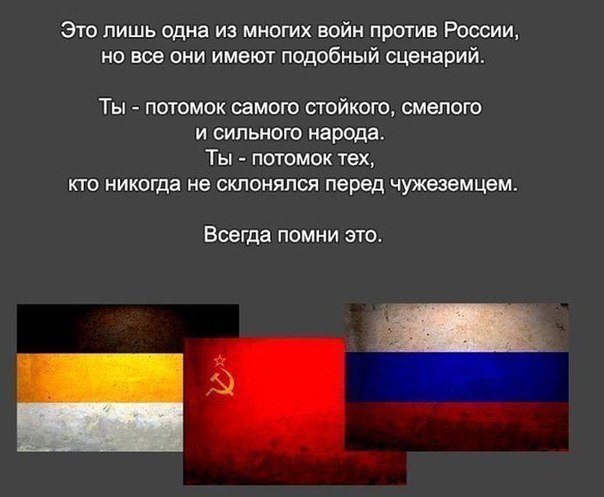 Это лишь одна из многих войн против России,
но все они имеют подобный сценарий.
Ты - потомок самого стойкого, смелого
и сильного народа.
Ты - потомок тех,
кто никогда не склонялся перед чужеземцем.
Всегда помни это.